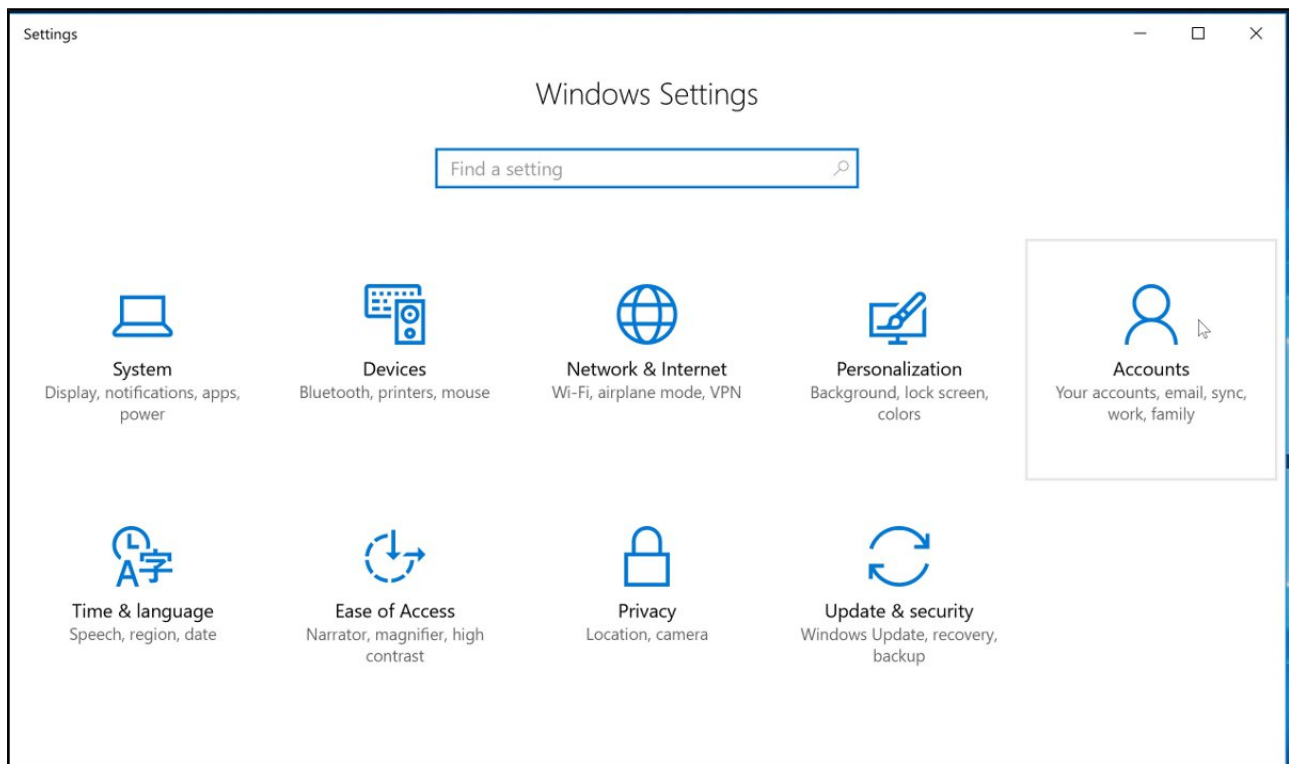 Settings
Windows Settings
Find a setting
System
Display, notifications, apps,
power
Devices
Bluetooth, printers, mouse
Network & Internet
Wi-Fi, airplane mode, VPN
Personalization
Background, lock screen,
colors
Accounts
Your accounts, email, sync,
work, family
A字
Time & language
Speech, region, date
Ease of Access
Narrator, magnifier, high
contrast
Privacy
Location, camera
Update & security
Windows Update, recovery,
backup